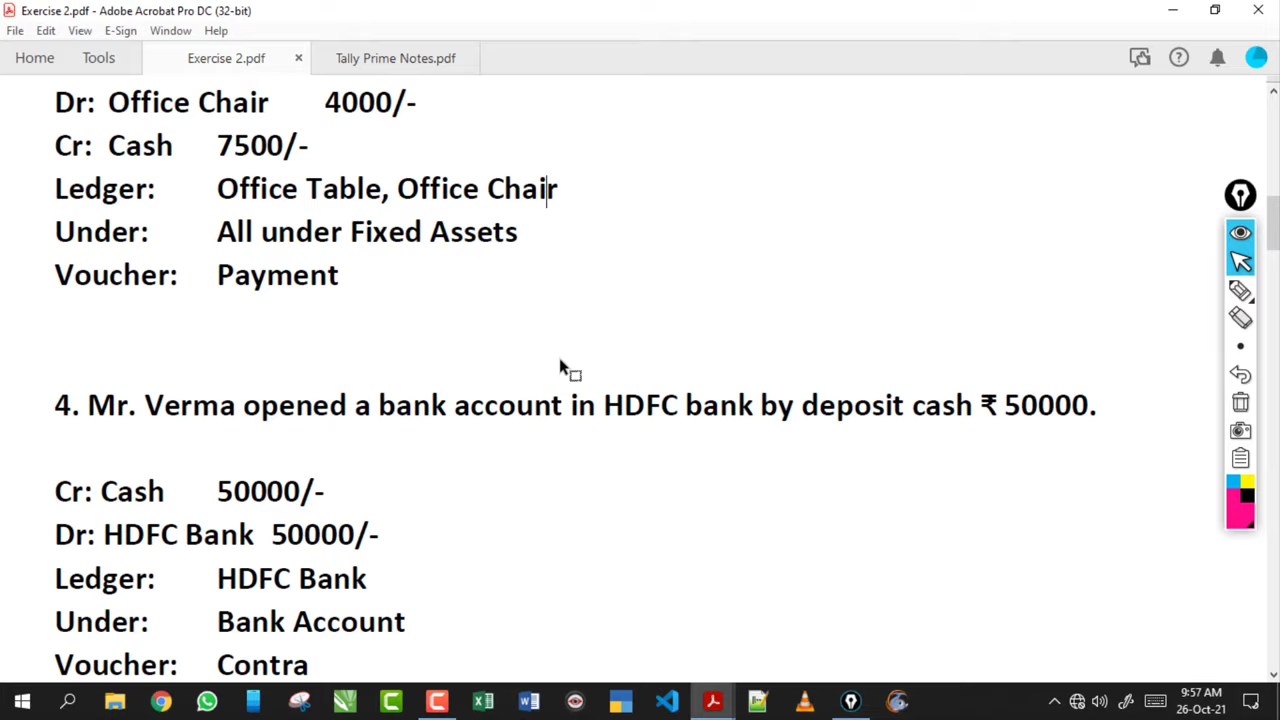 Exercise 2.pdf - Adobe Acrobat Pro DC (32-bit)
File Edit View E-Sign Window Help
Home Tools Exercise 2.pdf Tally Prime Notes.pdf
Dr: Office Chair 4000/-
Cr: Cash 7500/-
Ledger: Office Table, Office Chair
Under: All under Fixed Assets
Voucher: Payment
4. Mr. Verma opened a bank account in HDFC bank by deposit cash ₹ 50000.
Cr: Cash 50000/-
Dr: HDFC Bank 50000/-
Ledger: HDFC Bank
Under: Bank Account
Voucher: Contra
9:57 AM
26-Oct-21